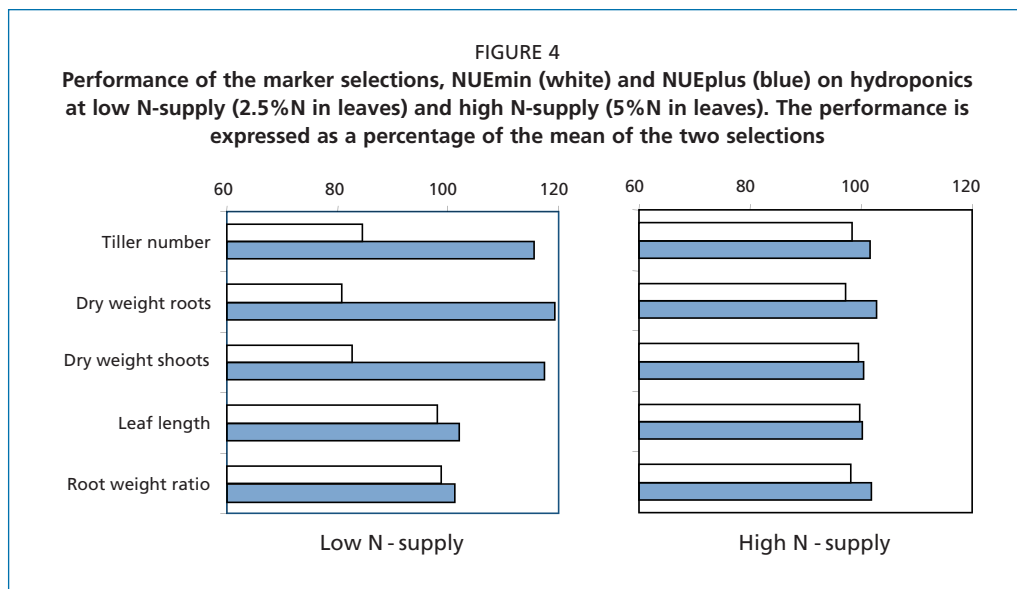 FIGURE 4
Performance of the marker selections, NUEmin (white) and NUEplus (blue) on hydroponics
at low N-supply (2.5%N in leaves) and high N-supply (5%N in leaves). The performance is
expressed as a percentage of the mean of the two selections
60 80 100 120
60 80 100 120
Tiller number
Dry weight roots
Dry weight shoots
Leaf length
Root weight ratio
Low N - supply
High N - supply